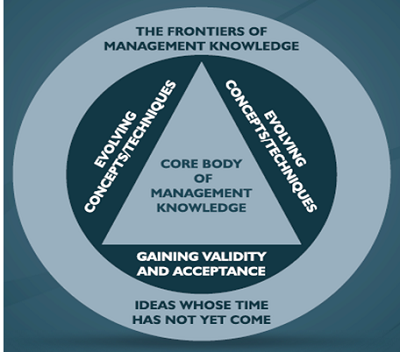 THE FRONTIERS OF
MANAGEMENT KNOWLEDGE
EVOLVING
CONCEPTS/TECHNIQUES
EVOLVING
CONCEPTS/TECHNIQUES
CORE BODY
OF
MANAGEMENT
KNOWLEDGE
GAINING VALIDITY
AND ACCEPTANCE
IDEAS WHOSE TIME
HAS NOT YET COME